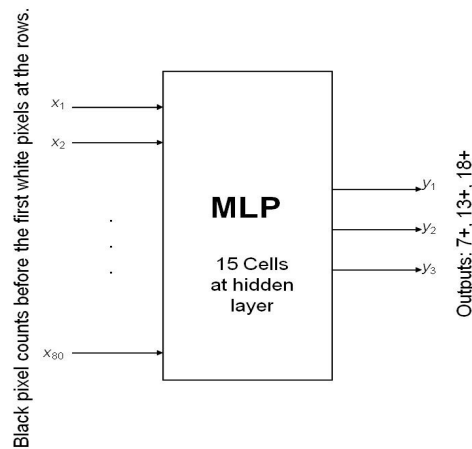 Black pixel counts before the first white pixels at the rows.
x1
x2
.
.
.
x80
MLP
15 Cells
at hidden
layer
y1
y2
y3
Outputs: 7+, 13+, 18+